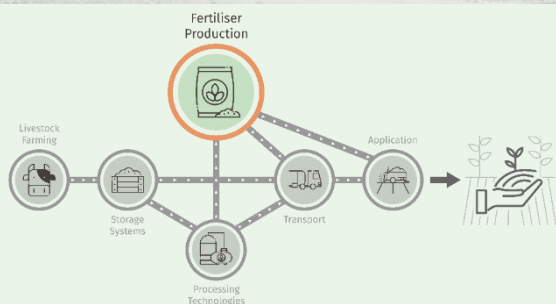 Fertiliser
Production
Livestock
Farming
Application
Storage
Systems
Transport
Processing
Technologies